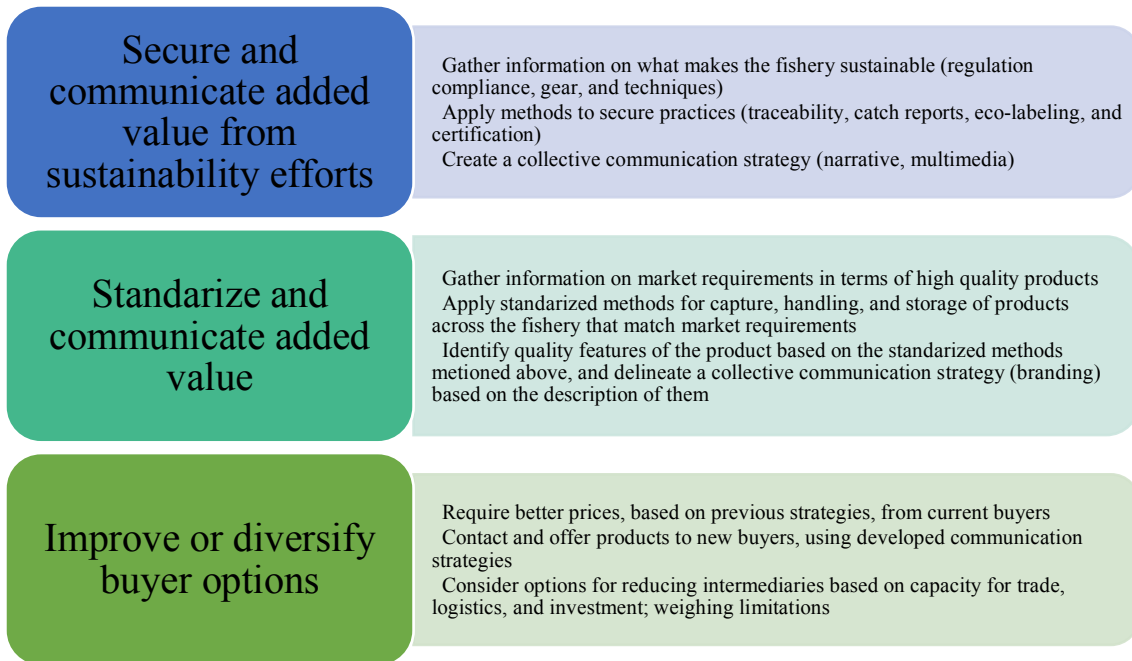 Secure and
communicate added
value from
sustainability efforts
Gather information on what makes the fishery sustainable (regulation
compliance, gear, and techniques)
Apply methods to secure practices (traceability, catch reports, eco-labeling, and
certification)
Create a collective communication strategy (narrative, multimedia)
Standarize and
communicate added
value
Gather information on market requirements in terms of high quality products
Apply standarized methods for capture, handling, and storage of products
across the fishery that match market requirements
Identify quality features of the product based on the standarized methods
metioned above, and delineate a collective communication strategy (branding)
based on the description of them
Improve or diversify
buyer options
Require better prices, based on previous strategies, from current buyers
Contact and offer products to new buyers, using developed communication
strategies
Consider options for reducing intermediaries based on capacity for trade,
logistics, and investment; weighing limitations